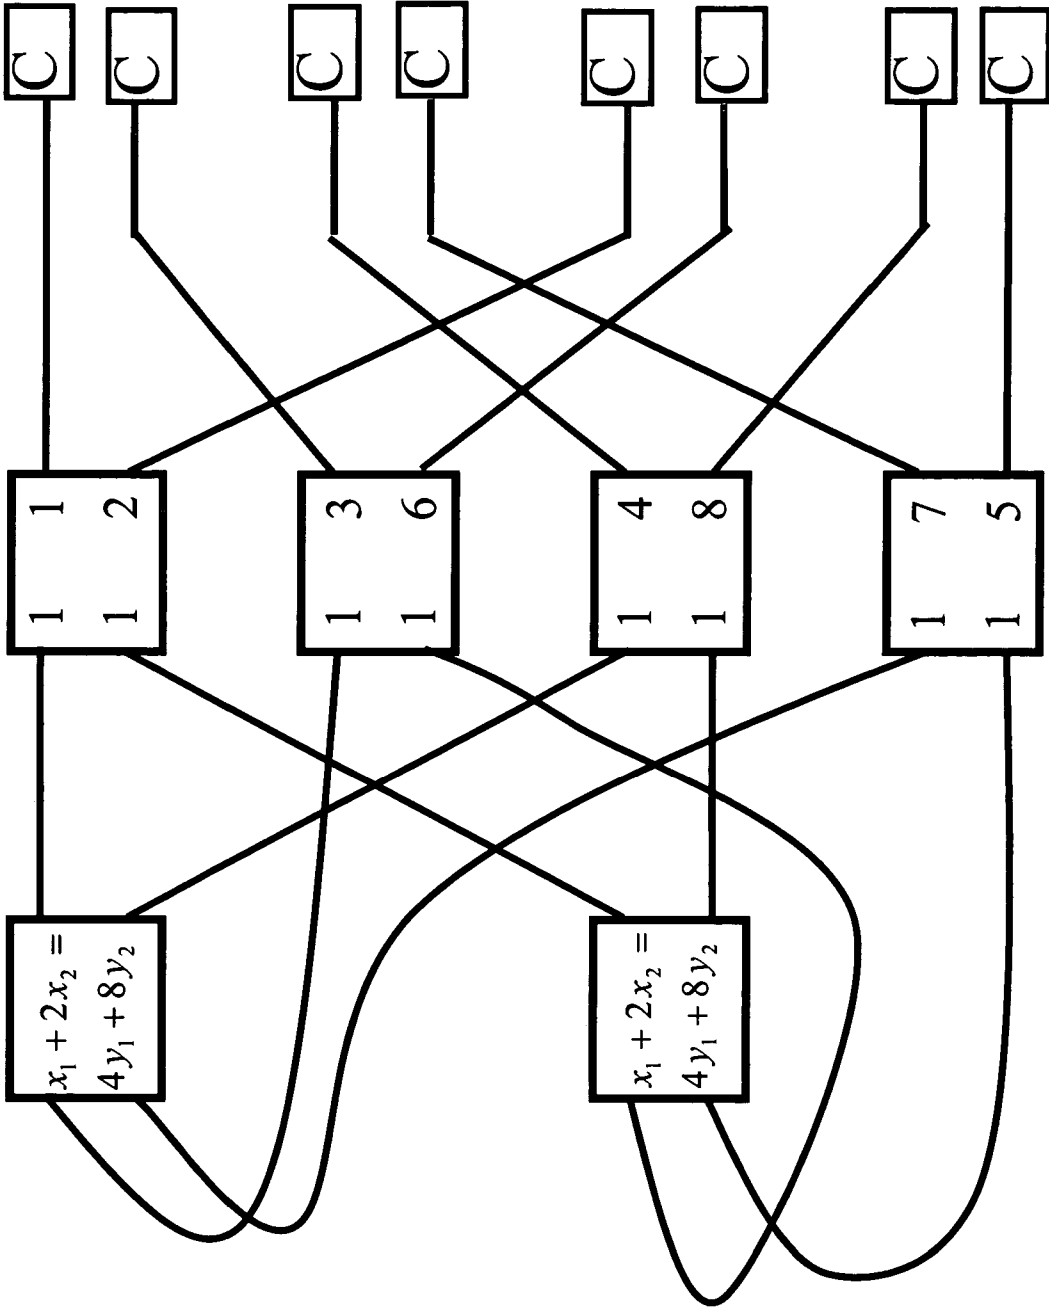 x₁ + 2x₂ =
4y₁ + 8y₂
x₁ + 2x₂ =
4y₁ + 8y₂
1 1
1 2
1 3
1 6
1 4
1 8
1 7
1 5
C
C
C
C
C
C
C
C